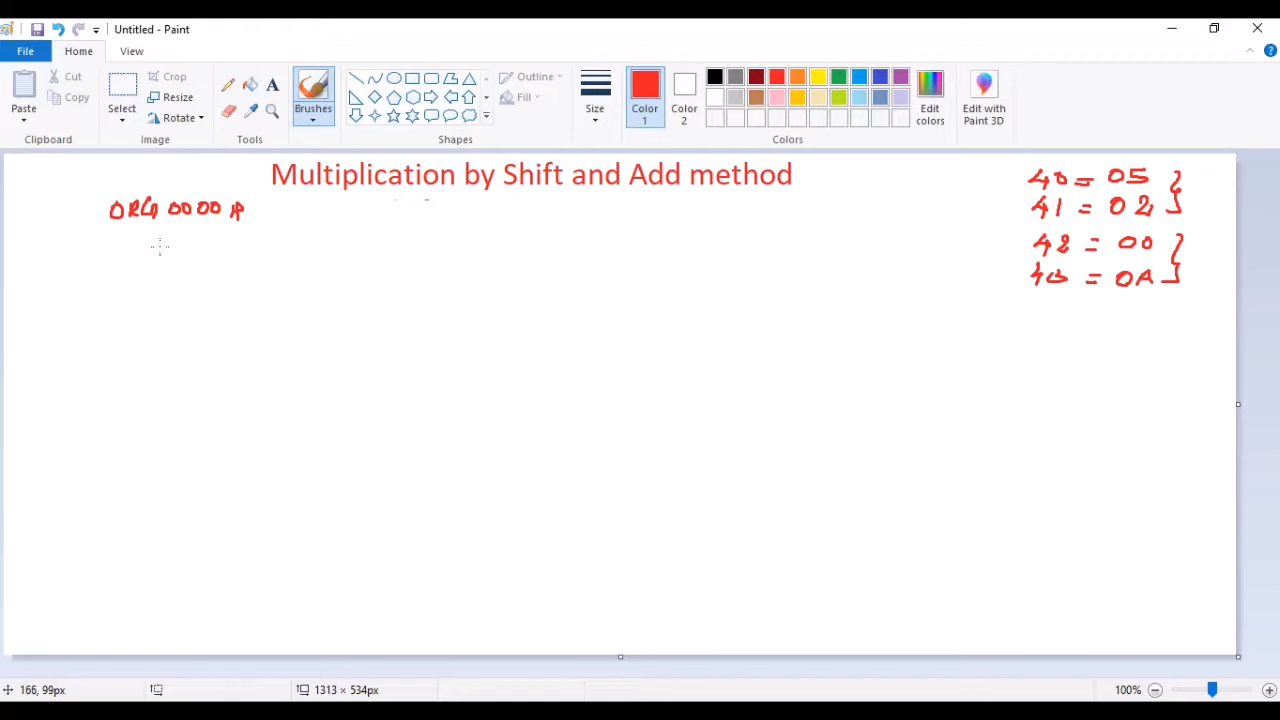 Untitled - Paint
File
Home
View
Paste
Cut
Copy
Clipboard
Select
Crop
Resize
Rotate
Image
Tools
Brushes
Shapes
Outline
Fill
Size
Color
1
Color
2
Colors
Edit
colors
Edit with
Paint 3D
Multiplication by Shift and Add method
ORG 0000 H
40 = 05
41 = 02
42 = 00
43 = 0A
166, 99px
1313 × 534px
100%